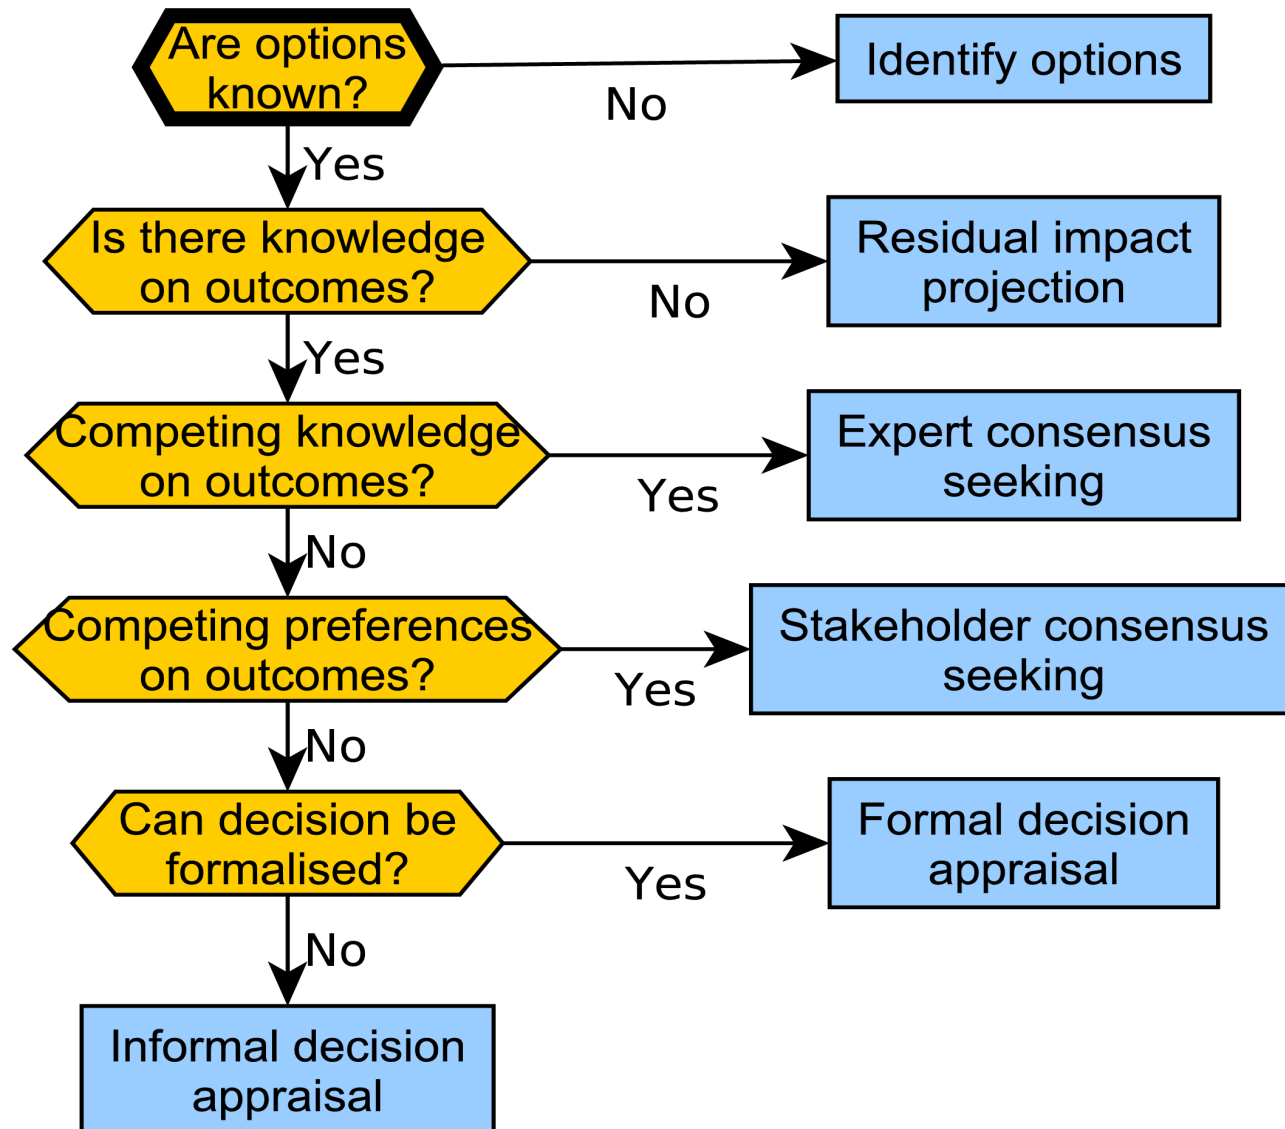 Are options
known?
No
Identify options
Yes
Is there knowledge
on outcomes?
No
Residual impact
projection
Yes
Competing knowledge
on outcomes?
Yes
Expert consensus
seeking
No
Competing preferences
on outcomes?
Yes
Stakeholder consensus
seeking
No
Can decision be
formalised?
Yes
Formal decision
appraisal
No
Informal decision
appraisal